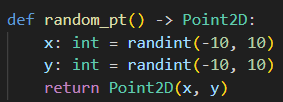 def random_pt() -> Point2D:
    x: int = randint(-10, 10)
    y: int = randint(-10, 10)
    return Point2D(x, y)